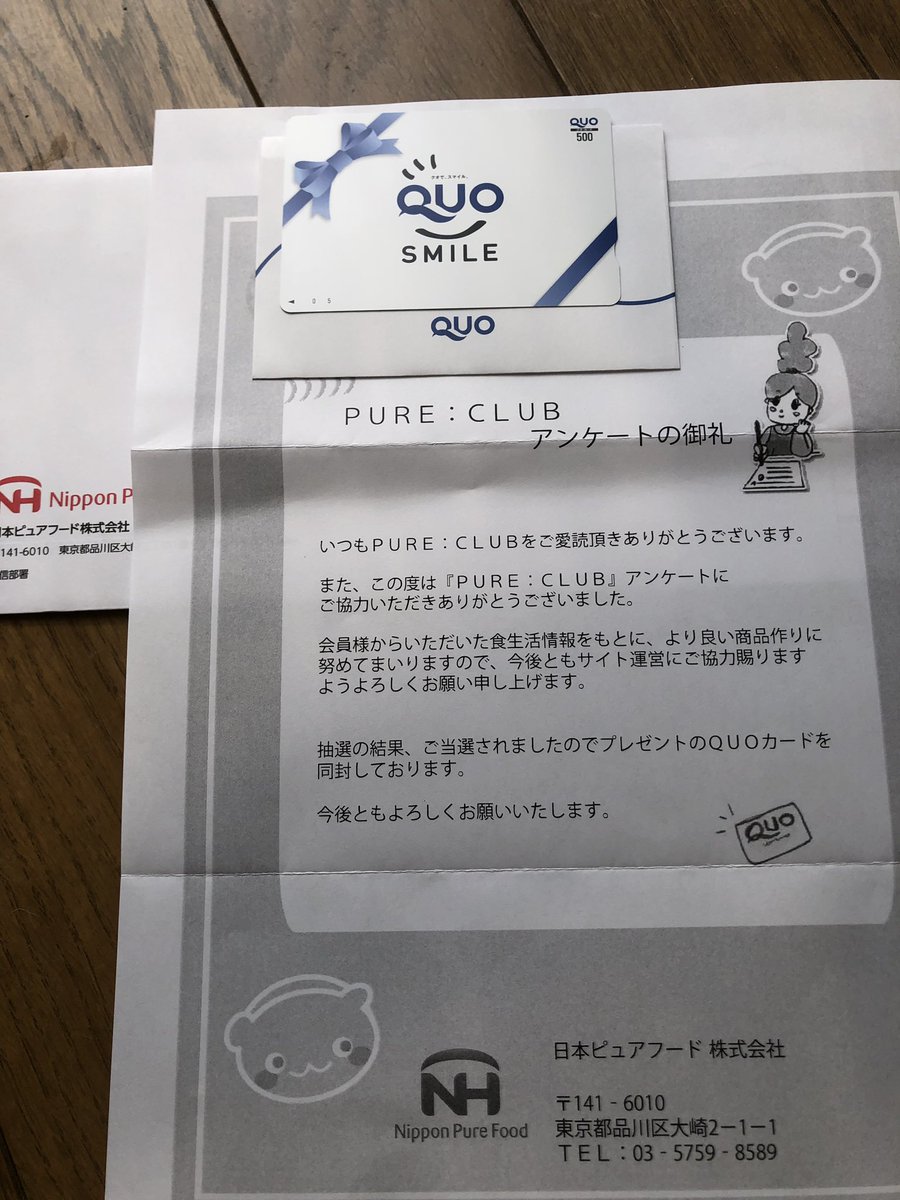 QUO
500
クオで、スマイル。
QUO
SMILE
05
QUO
PURE:CLUB
アンケートの御礼
いつもPURE:CLUBをご愛読頂きありがとうございます。
また、この度は『PURE:CLUB』アンケートに
ご協力いただきありがとうございました。
会員様からいただいた食生活情報をもとに、より良い商品作りに
努めてまいりますので、今後ともサイト運営にご協力賜ります
ようよろしくお願い申し上げます。
抽選の結果、ご当選されましたのでプレゼントのQUOカードを
同封しております。
今後ともよろしくお願いいたします。
QUO
NH
Nippon Pure Food
日本ピュアフード 株式会社
〒141‐6010
東京都品川区大崎2－1－1
TEL:03‐5759‐8589
NH Nippon P
日本ピュアフード株式会社
141-6010 東京都品川区大
信部署